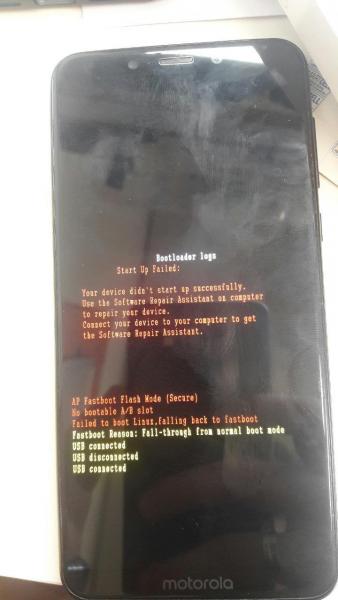 Bootloader logs
Start Up Failed:
Your device didn't start up successfully.
Use the Software Repair Assistant on computer
to repair your device.
Connect your device to your computer to get
the Software Repair Assistant.
AP Fastboot Flash Mode (Secure)
No bootable A/B slot
Failed to boot Linux,falling back to fastboot
Fastboot Reason: Fall-through from normal boot mode
USB connected
USB disconnected
USB connected
motorola